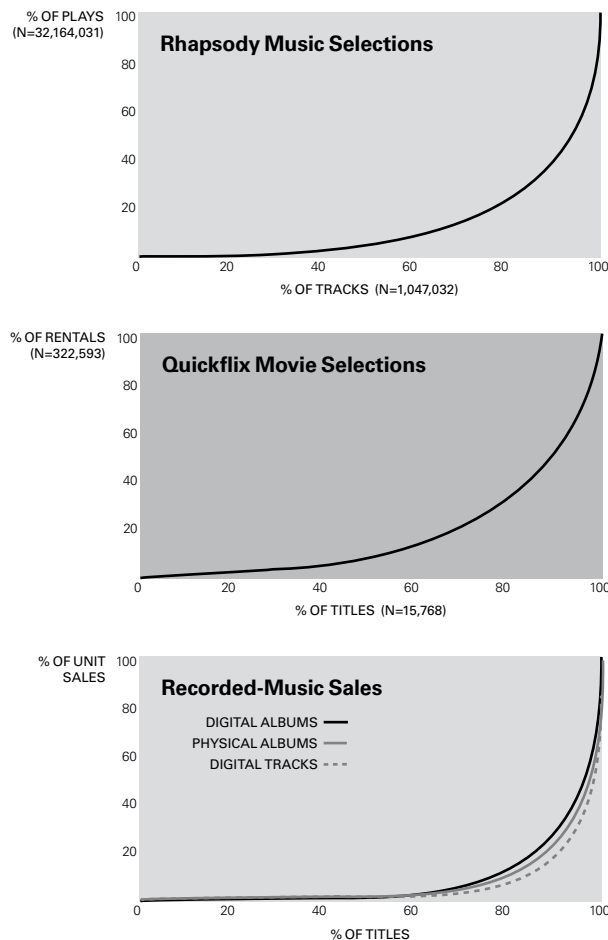 % OF PLAYS
(N=32,164,031)
Rhapsody Music Selections
100
80
60
40
20
0 20 40 60 80 100
% OF TRACKS (N=1,047,032)
% OF RENTALS
(N=322,593)
Quickflix Movie Selections
100
80
60
40
20
0 20 40 60 80 100
% OF TITLES (N=15,768)
% OF UNIT
SALES
Recorded-Music Sales
100
80
60
40
20
DIGITAL ALBUMS
PHYSICAL ALBUMS
DIGITAL TRACKS
0 20 40 60 80 100
% OF TITLES